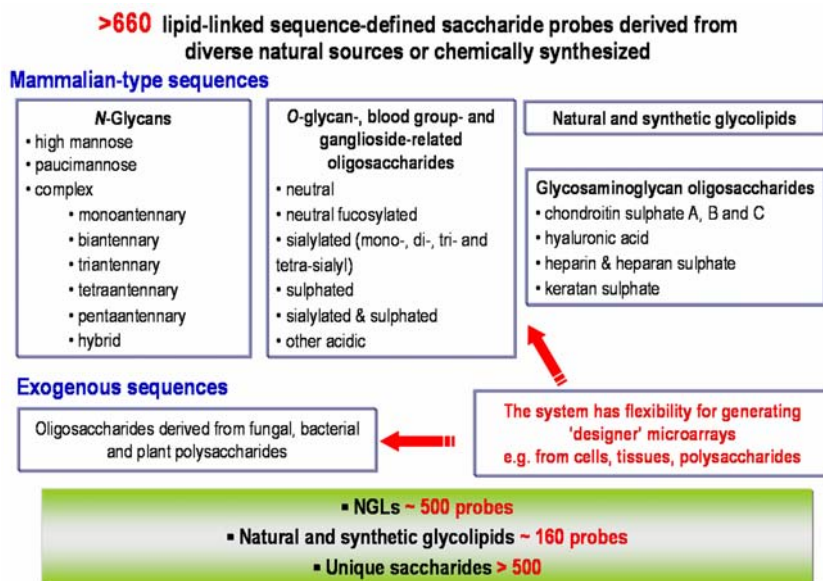 >660 lipid-linked sequence-defined saccharide probes derived from
diverse natural sources or chemically synthesized
Mammalian-type sequences
N-Glycans
• high mannose
• paucimannose
• complex
• monoantennary
• biantennary
• triantennary
• tetraantennary
• pentaantennary
• hybrid
O-glycan-, blood group- and
ganglioside-related
oligosaccharides
• neutral
• neutral fucosylated
• sialylated (mono-, di-, tri- and
tetra-sialyl)
• sulphated
• sialylated & sulphated
• other acidic
Natural and synthetic glycolipids
Glycosaminoglycan oligosaccharides
• chondroitin sulphate A, B and C
• hyaluronic acid
• heparin & heparan sulphate
• keratan sulphate
Exogenous sequences
Oligosaccharides derived from fungal, bacterial
and plant polysaccharides
The system has flexibility for generating
'designer' microarrays
e.g. from cells, tissues, polysaccharides
▪ NGLs ~ 500 probes
▪ Natural and synthetic glycolipids ~ 160 probes
▪ Unique saccharides > 500